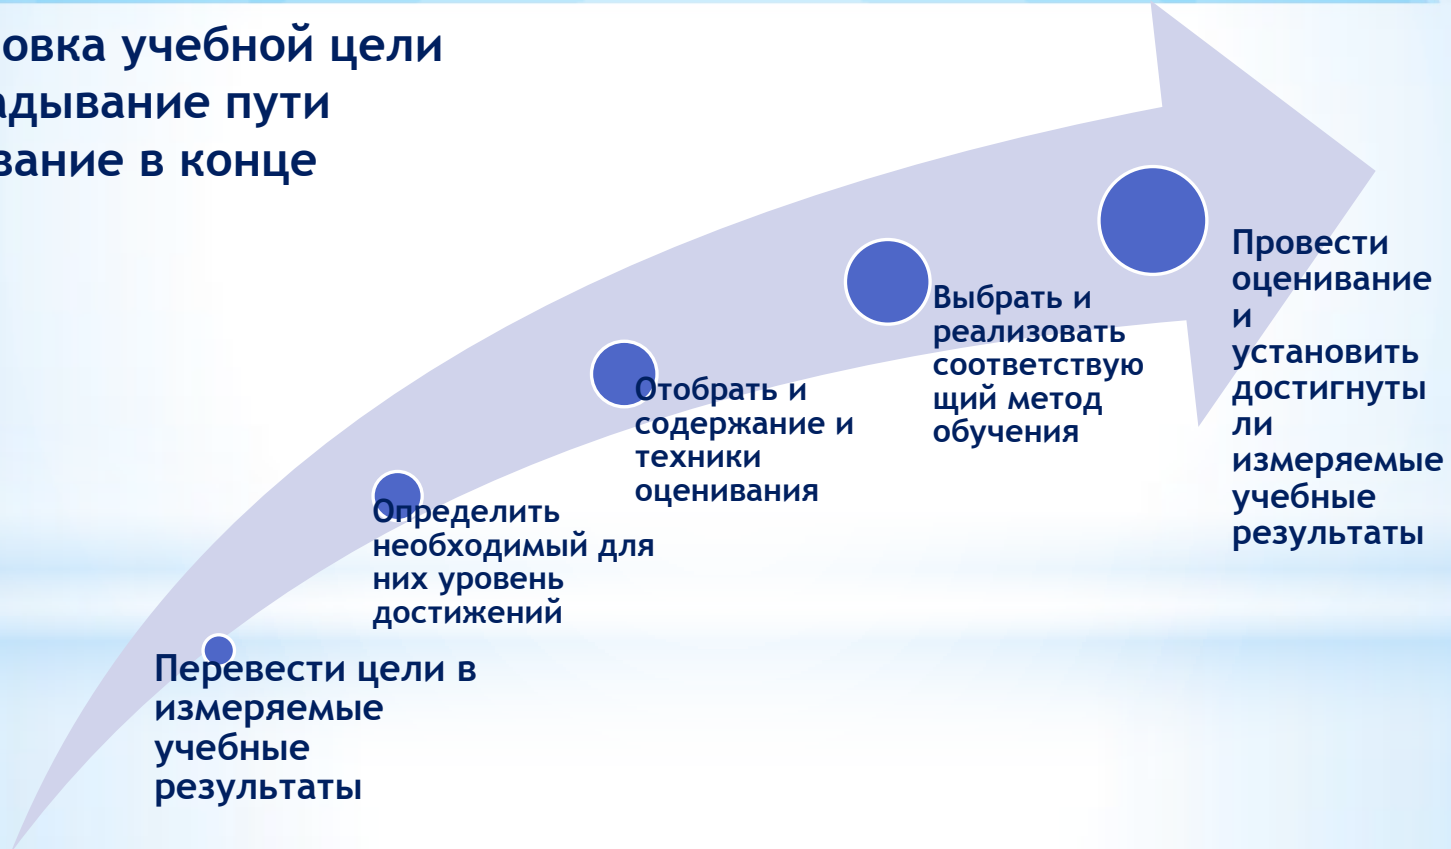 овка учебной цели
адывание пути
вание в конце
Перевести цели в
измеряемые
учебные
результаты
Определить
необходимый для
них уровень
достижений
Отобрать и
содержание и
техники
оценивания
Выбрать и
реализовать
соответствую
щий метод
обучения
Провести
оценивание
и
установить
достигнуты
ли
измеряемые
учебные
результаты